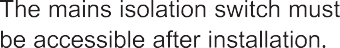 The mains isolation switch must
be accessible after installation.